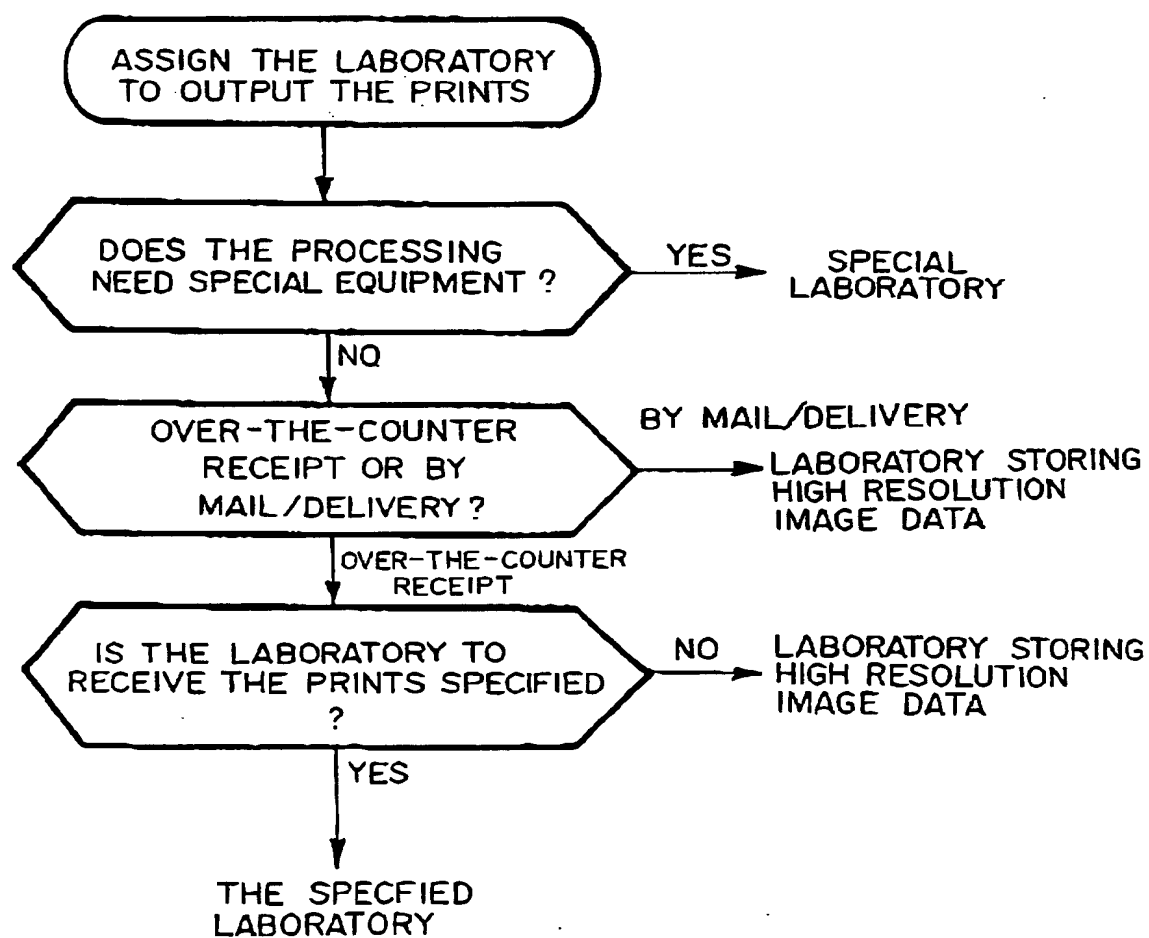 ASSIGN THE LABORATORY
TO OUTPUT THE PRINTS
DOES THE PROCESSING
NEED SPECIAL EQUIPMENT ?
YES
SPECIAL
LABORATORY
NO
OVER-THE-COUNTER
RECEIPT OR BY
MAIL/DELIVERY ?
BY MAIL/DELIVERY
LABORATORY STORING
HIGH RESOLUTION
IMAGE DATA
OVER-THE-COUNTER
RECEIPT
IS THE LABORATORY TO
RECEIVE THE PRINTS SPECIFIED
?
NO
LABORATORY STORING
HIGH RESOLUTION
IMAGE DATA
YES
THE SPECFIED
LABORATORY